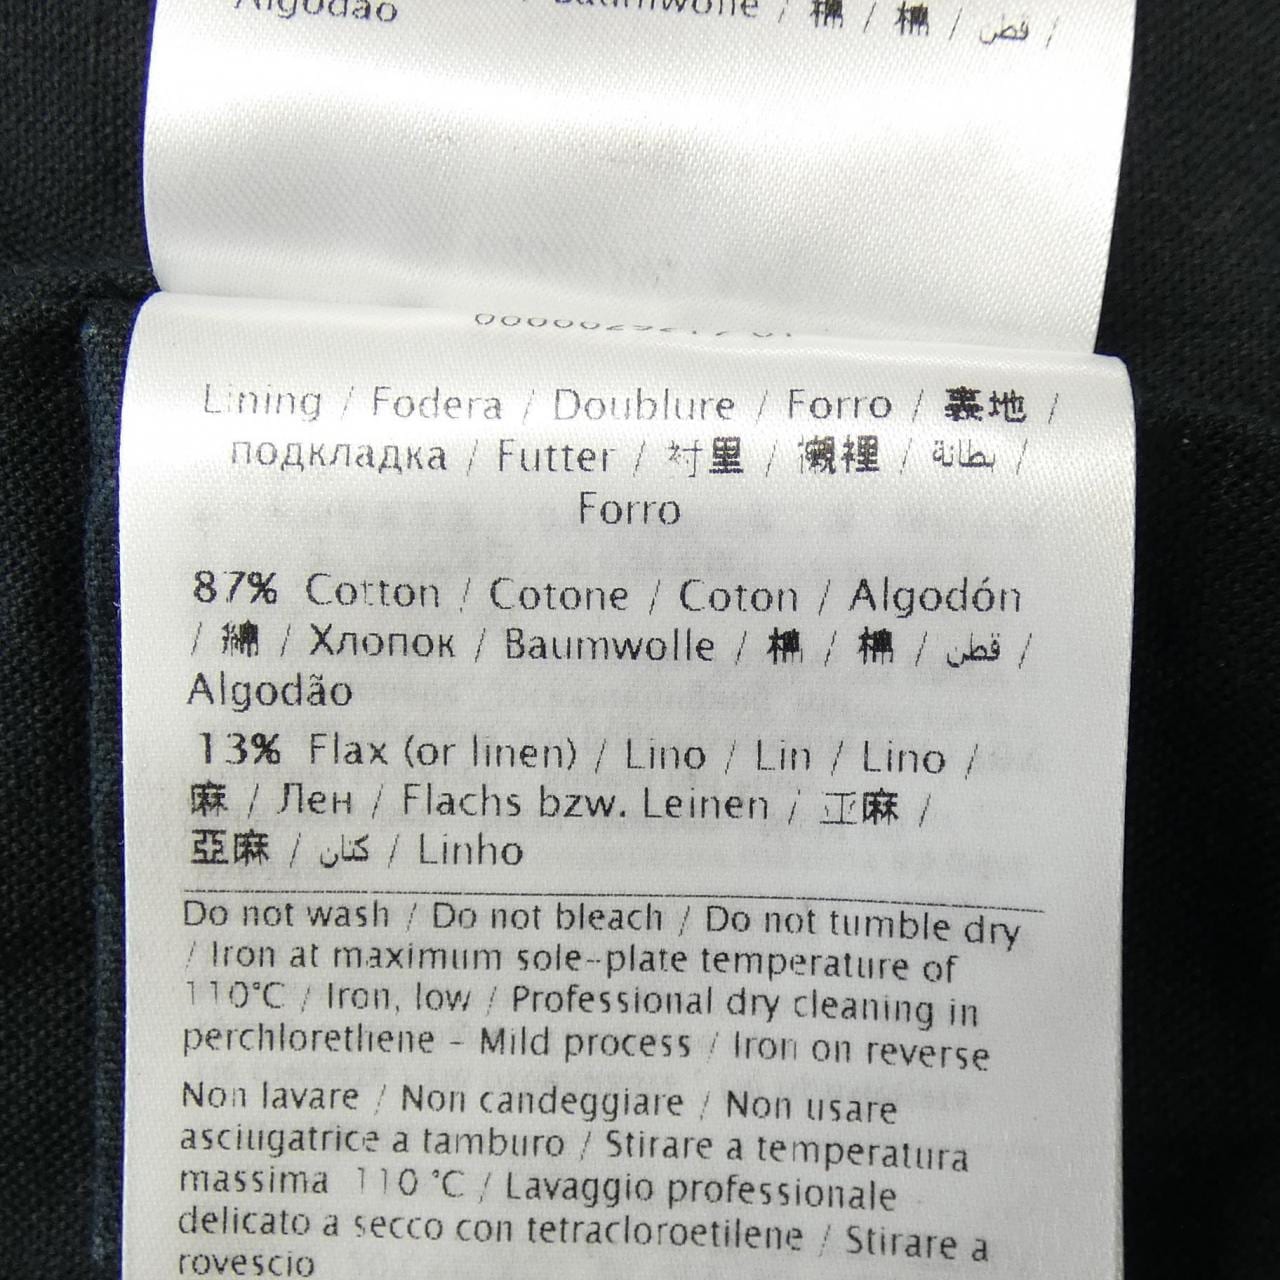 Algodão / Baumwolle / 棉 / 棉 / قطن /
Lining / Fodera / Doublure / Forro / 裏地 /
подкладка / Futter / 衬里 / 襯裡 / بطانة /
Forro
87% Cotton / Cotone / Coton / Algodón
/ 綿 / Хлопок / Baumwolle / 棉 / 棉 / قطن /
Algodão
13% Flax (or linen) / Lino / Lin / Lino /
麻 / Лен / Flachs bzw. Leinen / 亚麻 /
亞麻 / كتان / Linho
Do not wash / Do not bleach / Do not tumble dry
/ Iron at maximum sole-plate temperature of
110°C / Iron, low / Professional dry cleaning in
perchlorethene - Mild process / Iron on reverse
Non lavare / Non candeggiare / Non usare
asciugatrice a tamburo / Stirare a temperatura
massima 110 °C / Lavaggio professionale
delicato a secco con tetracloroetilene / Stirare a
rovescio